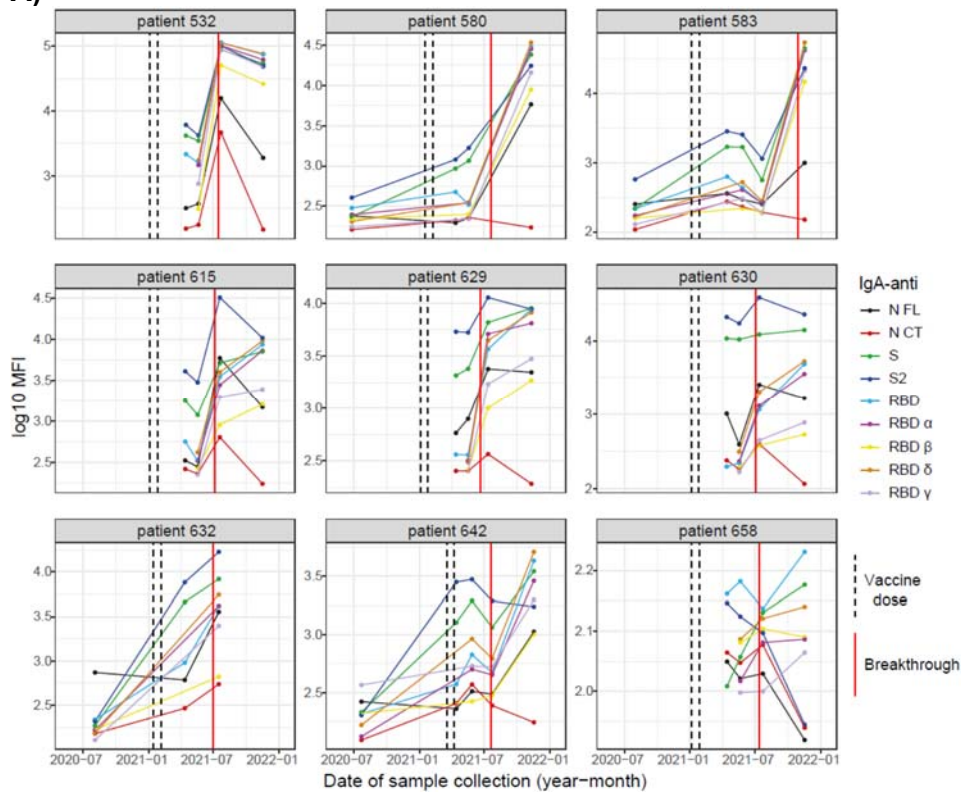 patient 532
patient 580
patient 583
5
4
3
4.5
4.0
3.5
3.0
2.5
4
3
2
patient 615
patient 629
patient 630
4.5
4.0
3.5
3.0
2.5
4.0
3.5
3.0
2.5
4
3
2
patient 632
patient 642
patient 658
4.0
3.5
3.0
2.5
3.5
3.0
2.5
2.2
2.1
2.0
2020−07 2021−01 2021−07 2022−01
2020−07 2021−01 2021−07 2022−01
2020−07 2021−01 2021−07 2022−01
log10 MFI
Date of sample collection (year−month)
IgA-anti
N FL
N CT
S
S2
RBD
RBD α
RBD β
RBD δ
RBD γ
Vaccine
dose
Breakthrough